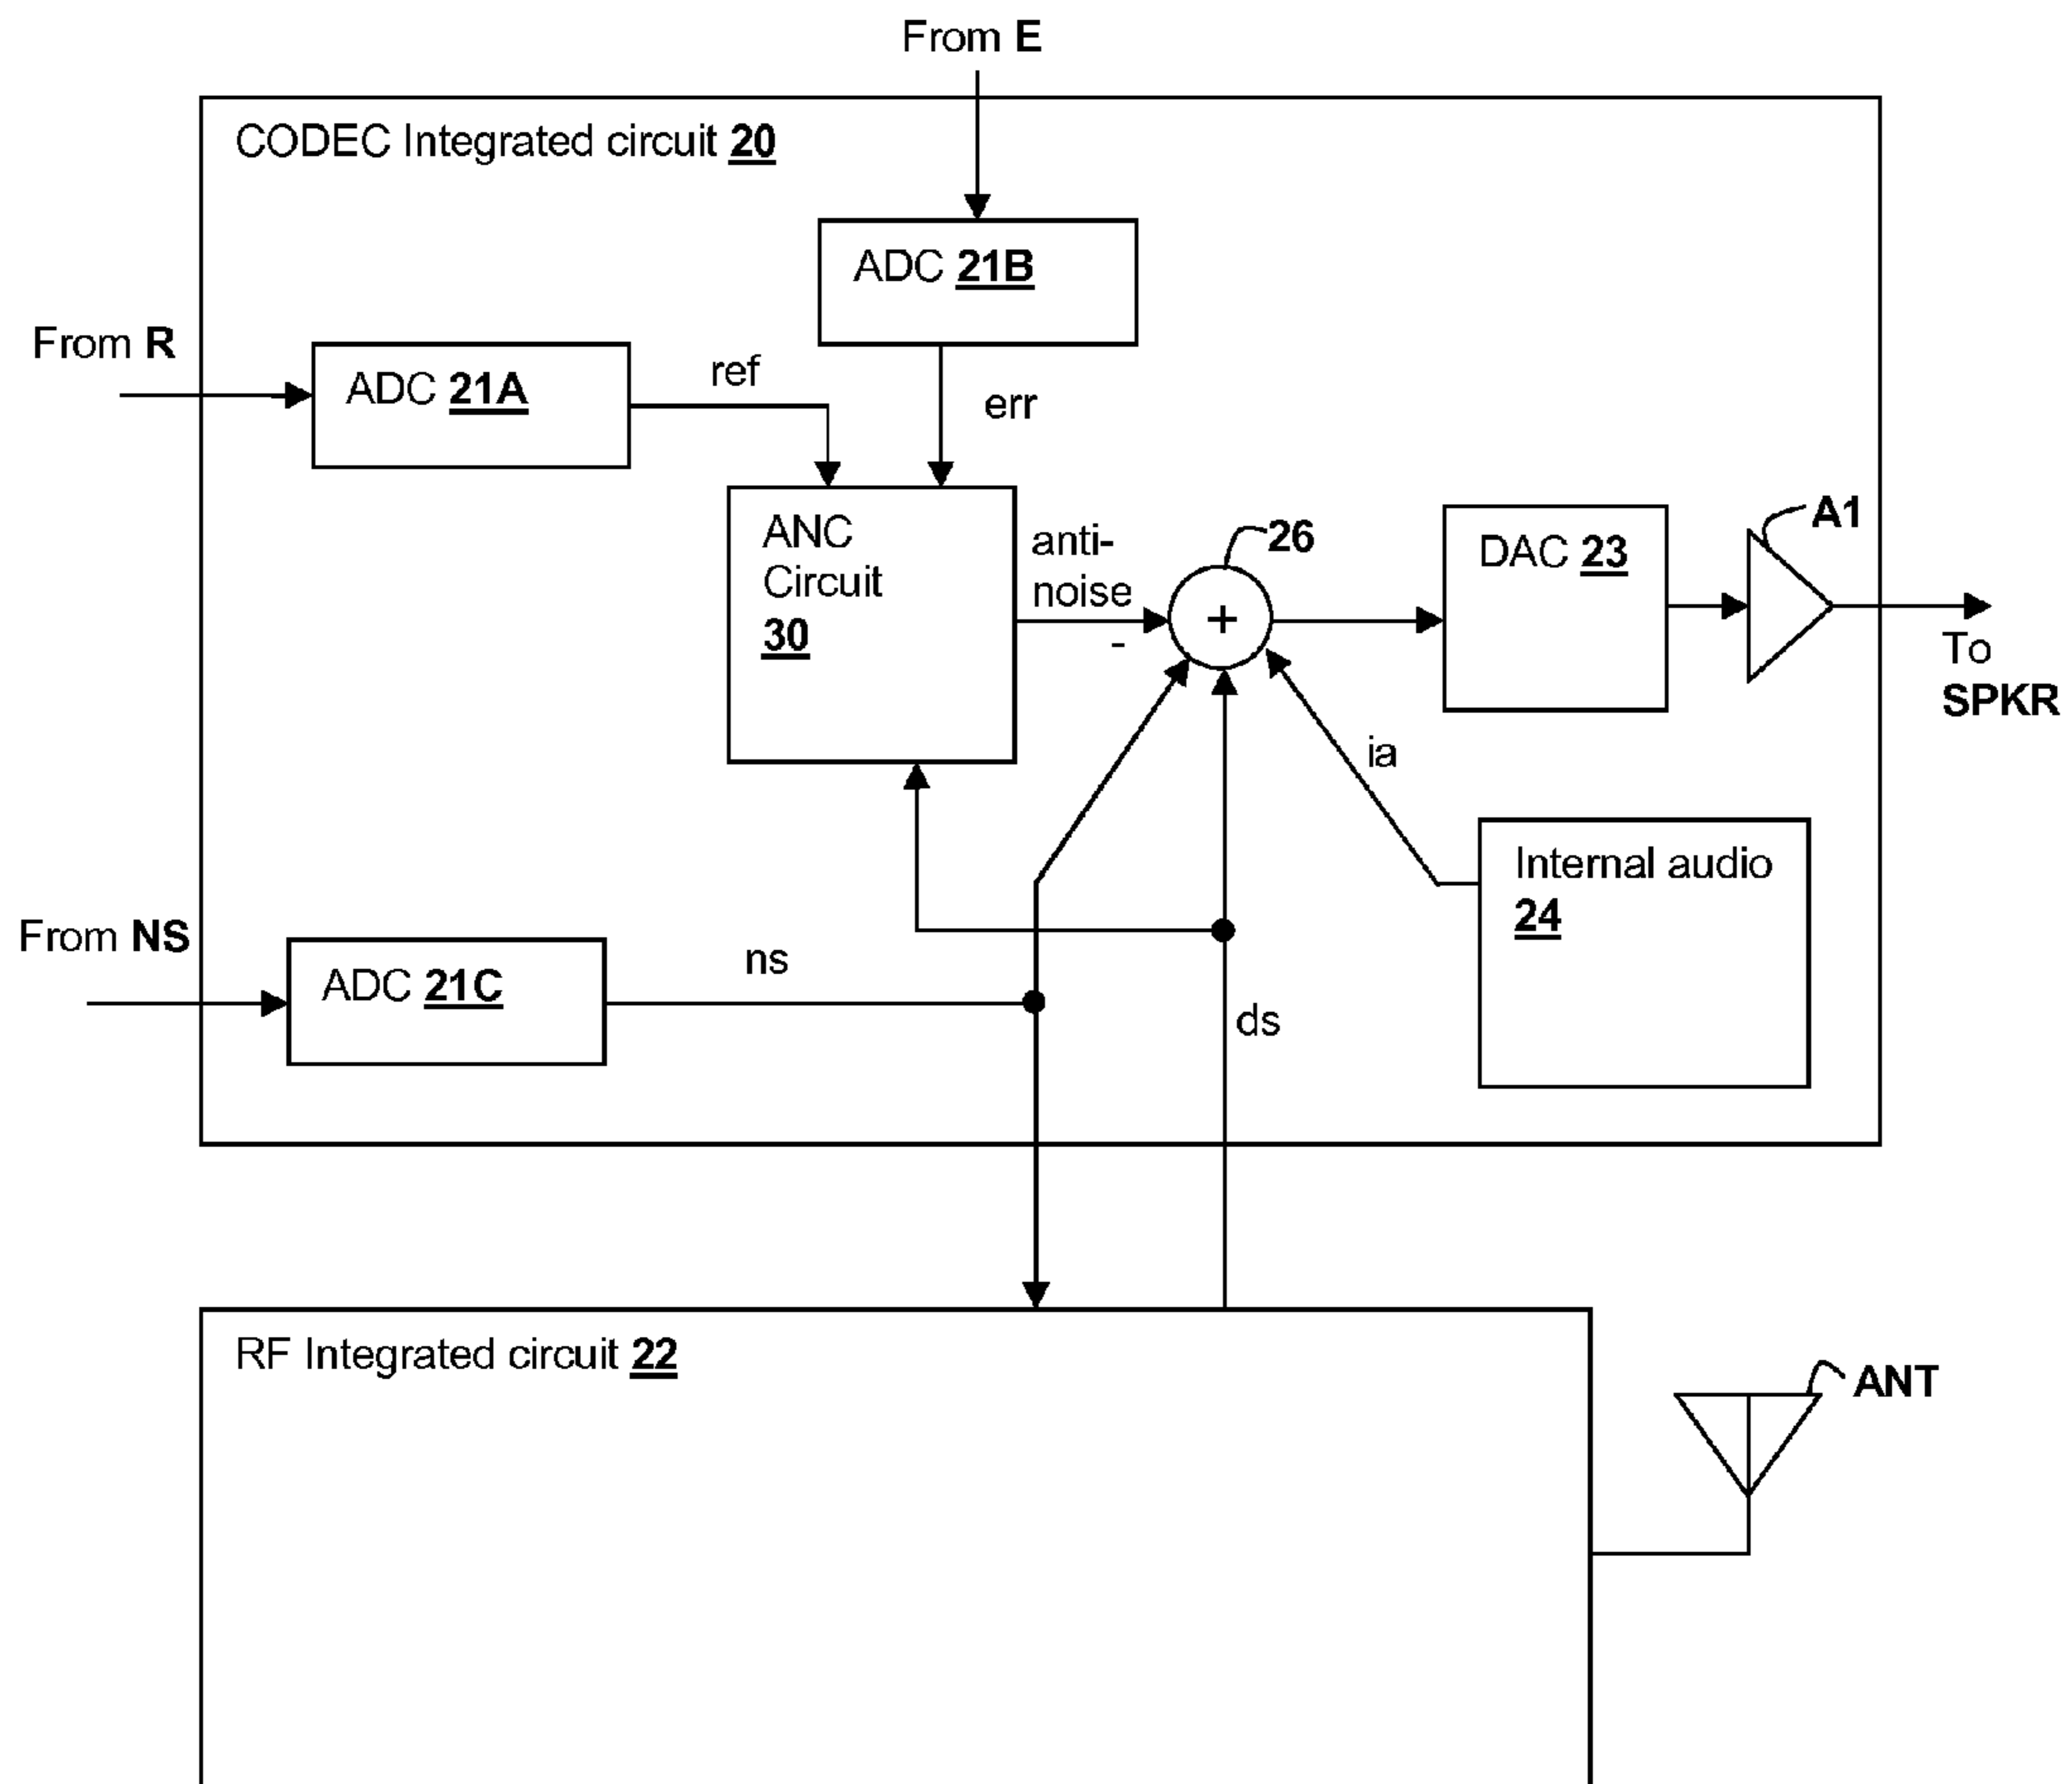 From E
CODEC Integrated circuit 20
ADC 21B
From R
ADC 21A
ref
err
ANC
Circuit
30
anti-
noise
-
26
+
DAC 23
A1
To
SPKR
ia
Internal audio
24
From NS
ADC 21C
ns
ds
RF Integrated circuit 22
ANT